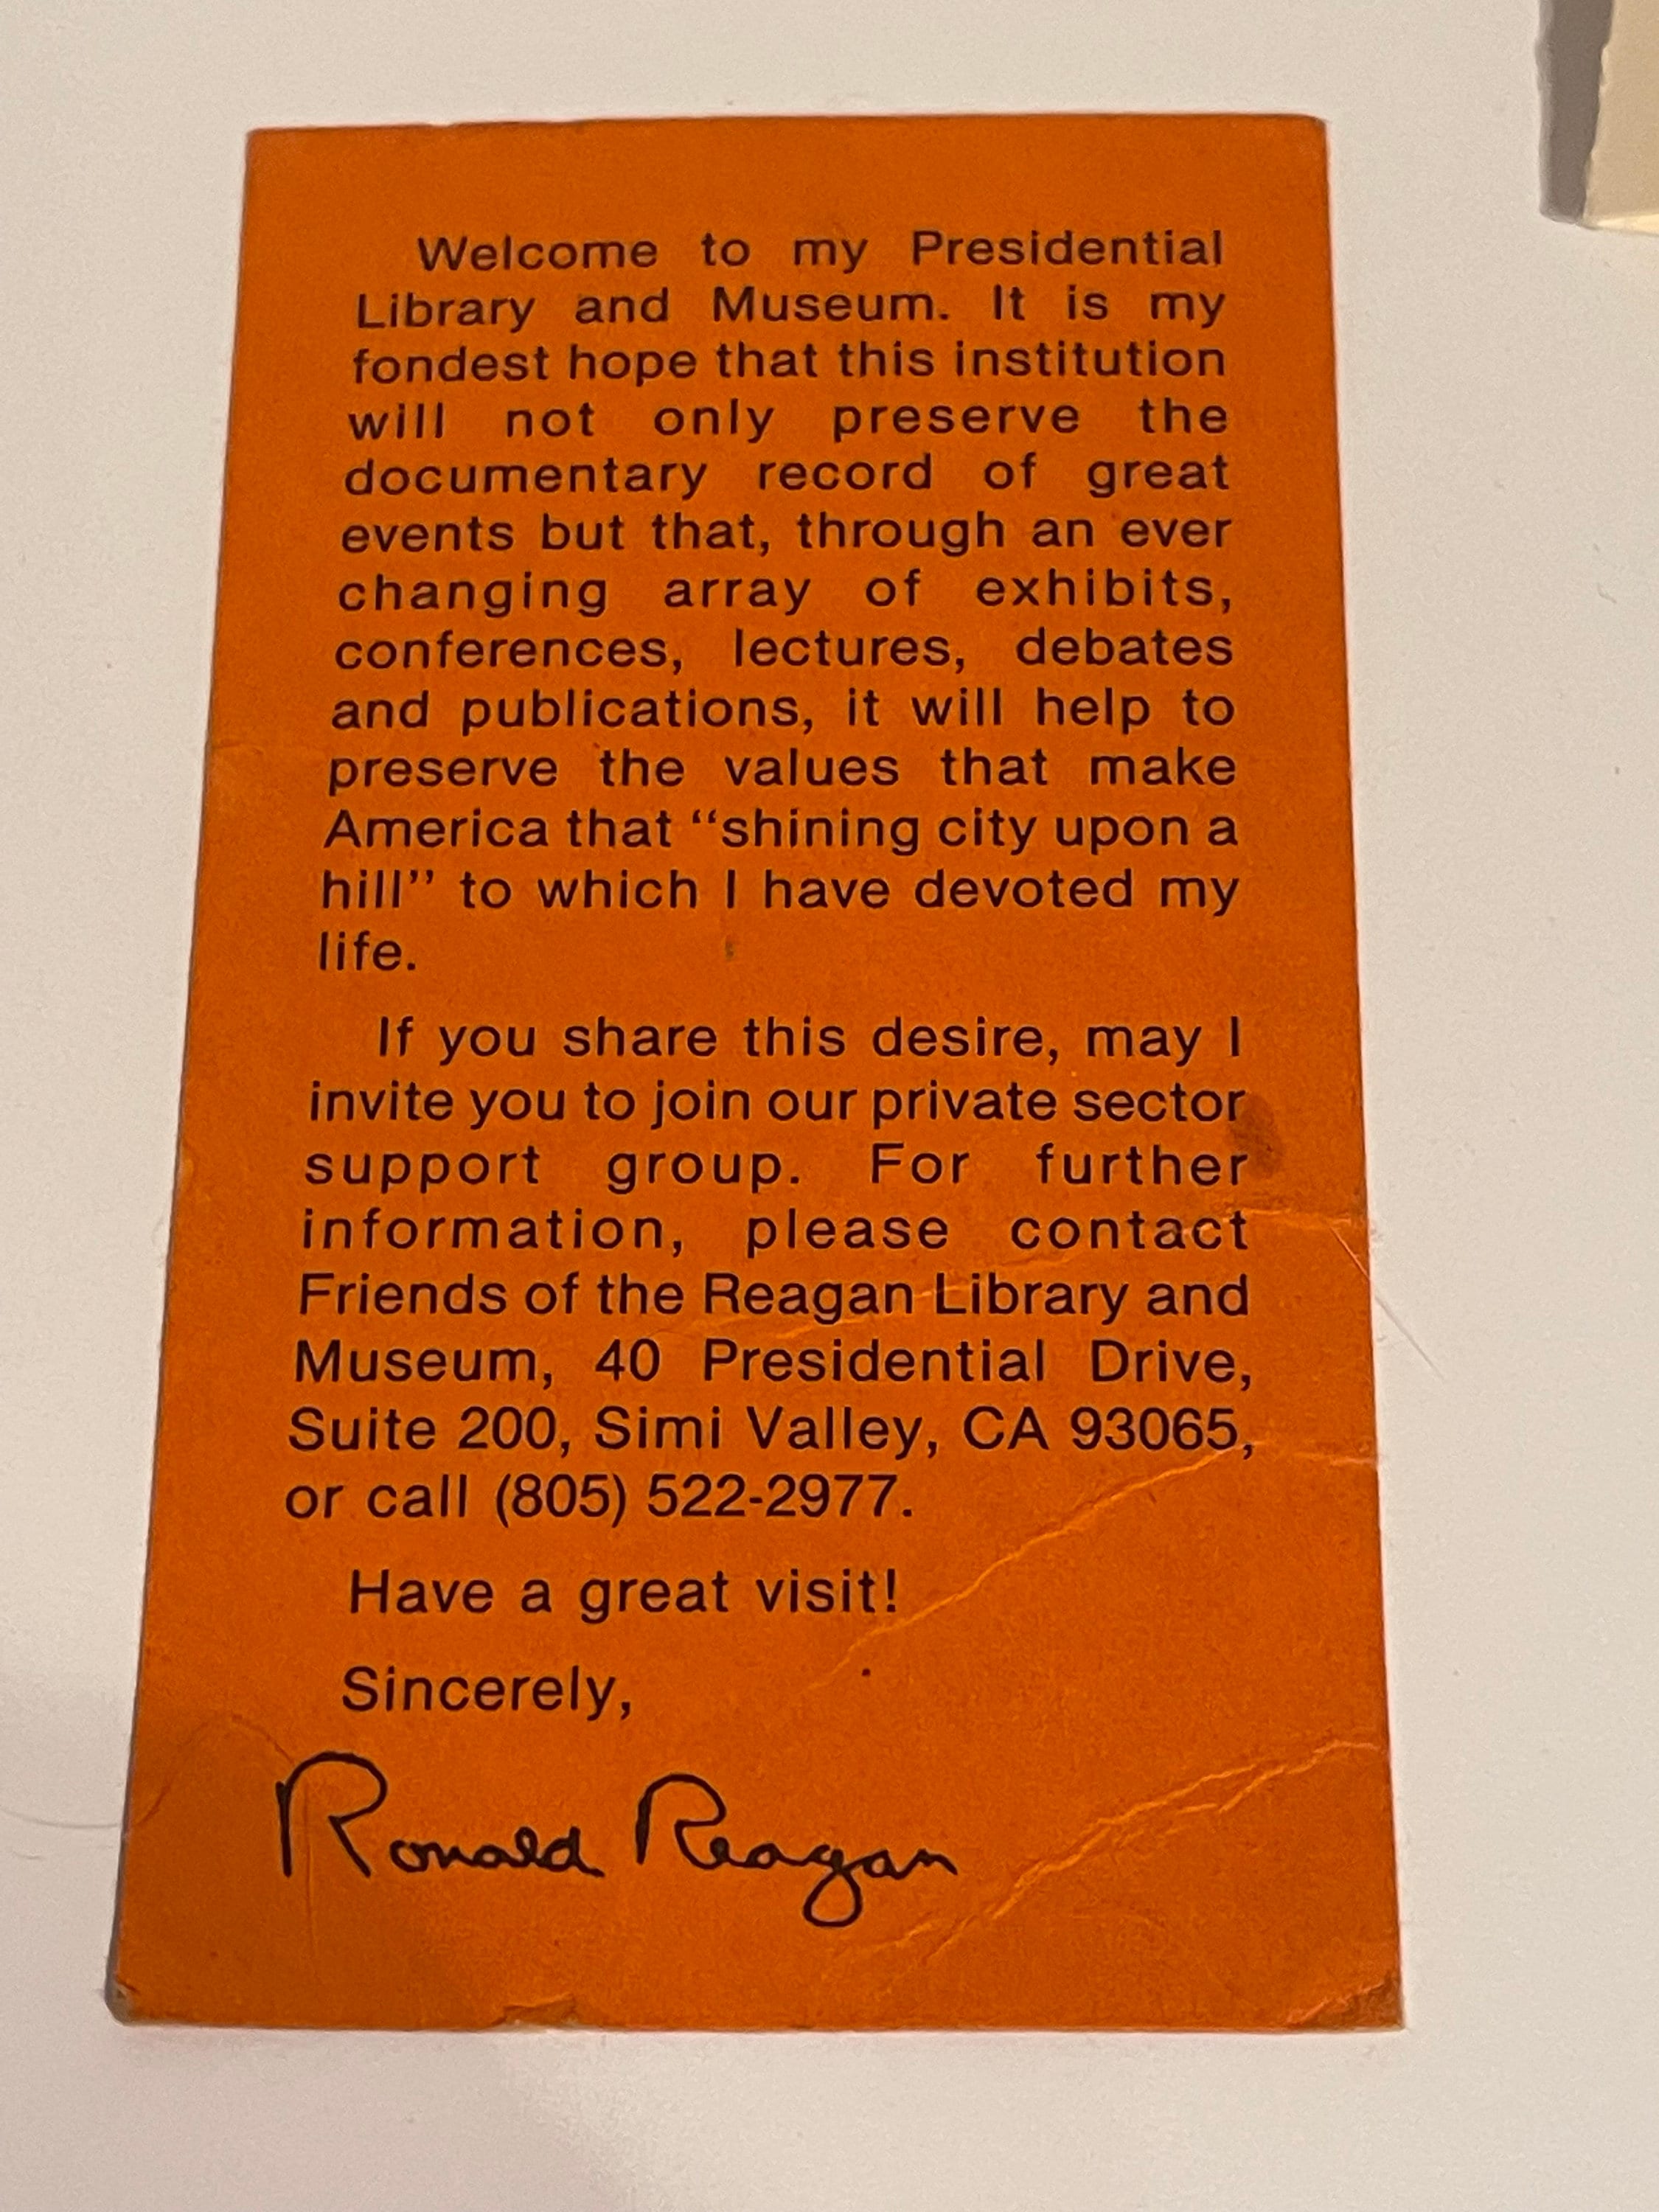 Welcome to my Presidential
Library and Museum. It is my
fondest hope that this institution
will not only preserve the
documentary record of great
events but that, through an ever
changing array of exhibits,
conferences, lectures, debates
and publications, it will help to
preserve the values that make
America that “shining city upon a
hill” to which I have devoted my
life.
If you share this desire, may I
invite you to join our private sector
support group. For further
information, please contact
Friends of the Reagan Library and
Museum, 40 Presidential Drive,
Suite 200, Simi Valley, CA 93065,
or call (805) 522-2977.
Have a great visit!
Sincerely,
Ronald Reagan